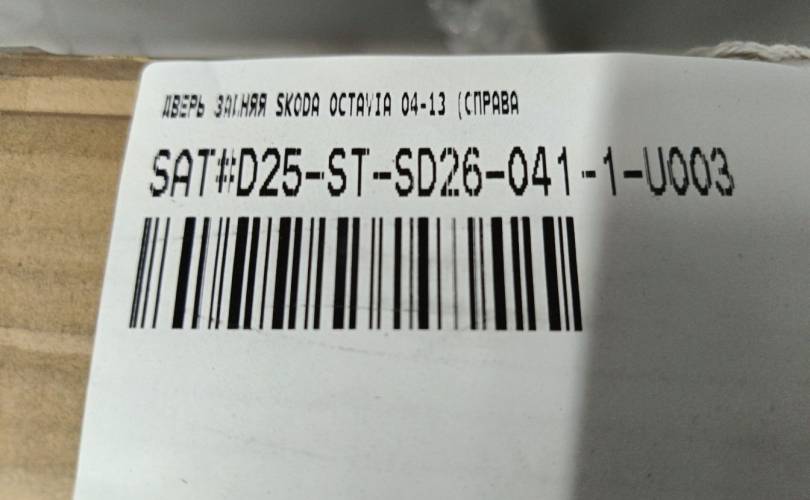 ДВЕРЬ ЗАДНЯЯ SKODA OCTAVIA 04-13 (СПРАВА
SAT#D25-ST-SD26-041-1-U003